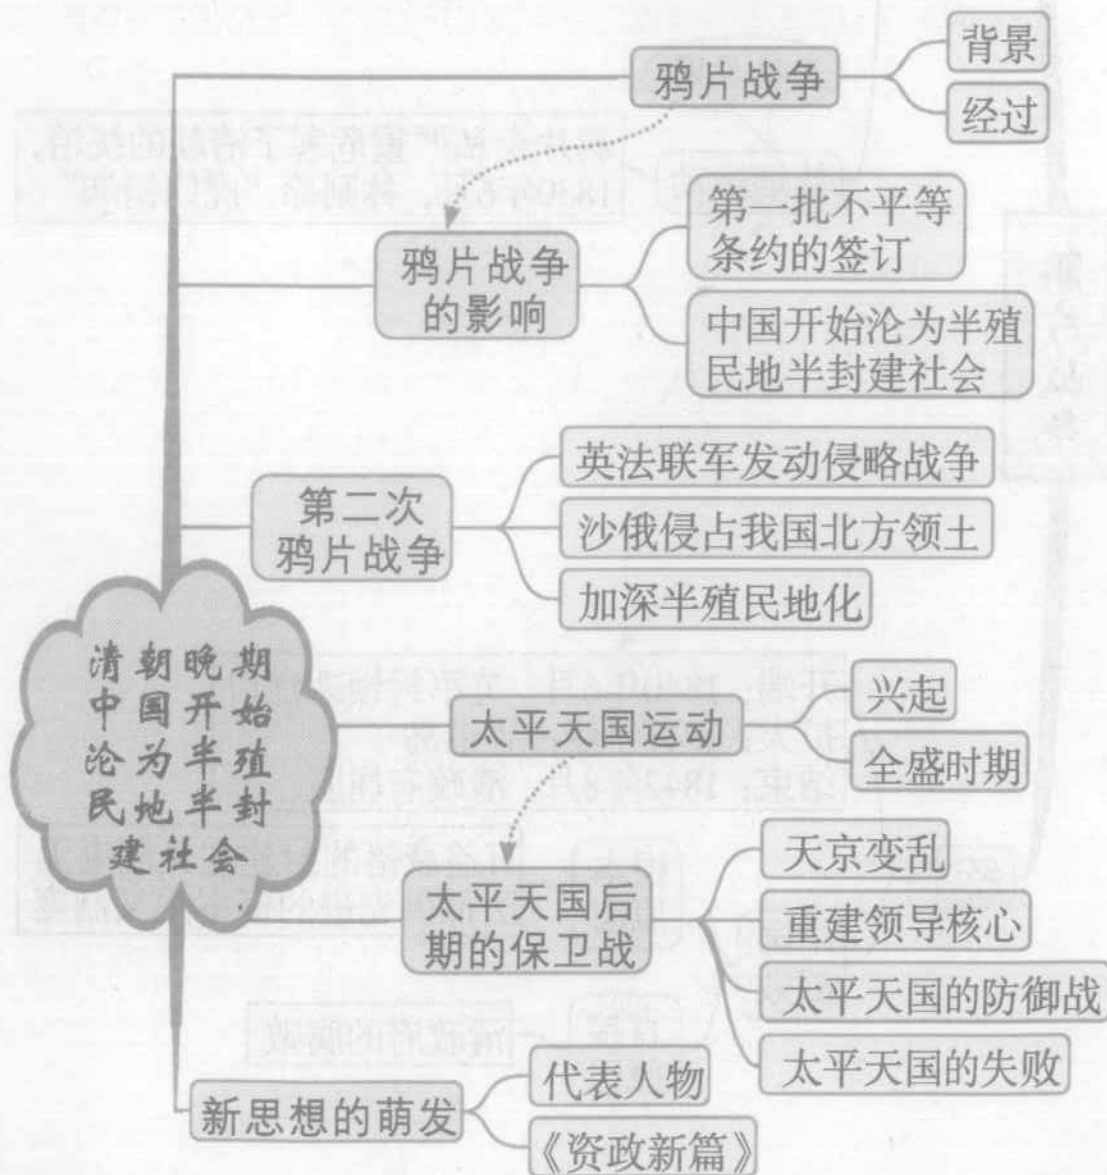 鸦片战争
背景
经过
鸦片战争
的影响
第一批不平等
条约的签订
中国开始沦为半殖
民地半封建社会
第二次
鸦片战争
英法联军发动侵略战争
沙俄侵占我国北方领土
加深半殖民地化
清朝晚期
中国开始
沦为半殖
民地半封
建社会
太平天国运动
兴起
全盛时期
太平天国后
期的保卫战
天京变乱
重建领导核心
太平天国的防御战
太平天国的失败
新思想的萌发
代表人物
《资政新篇》